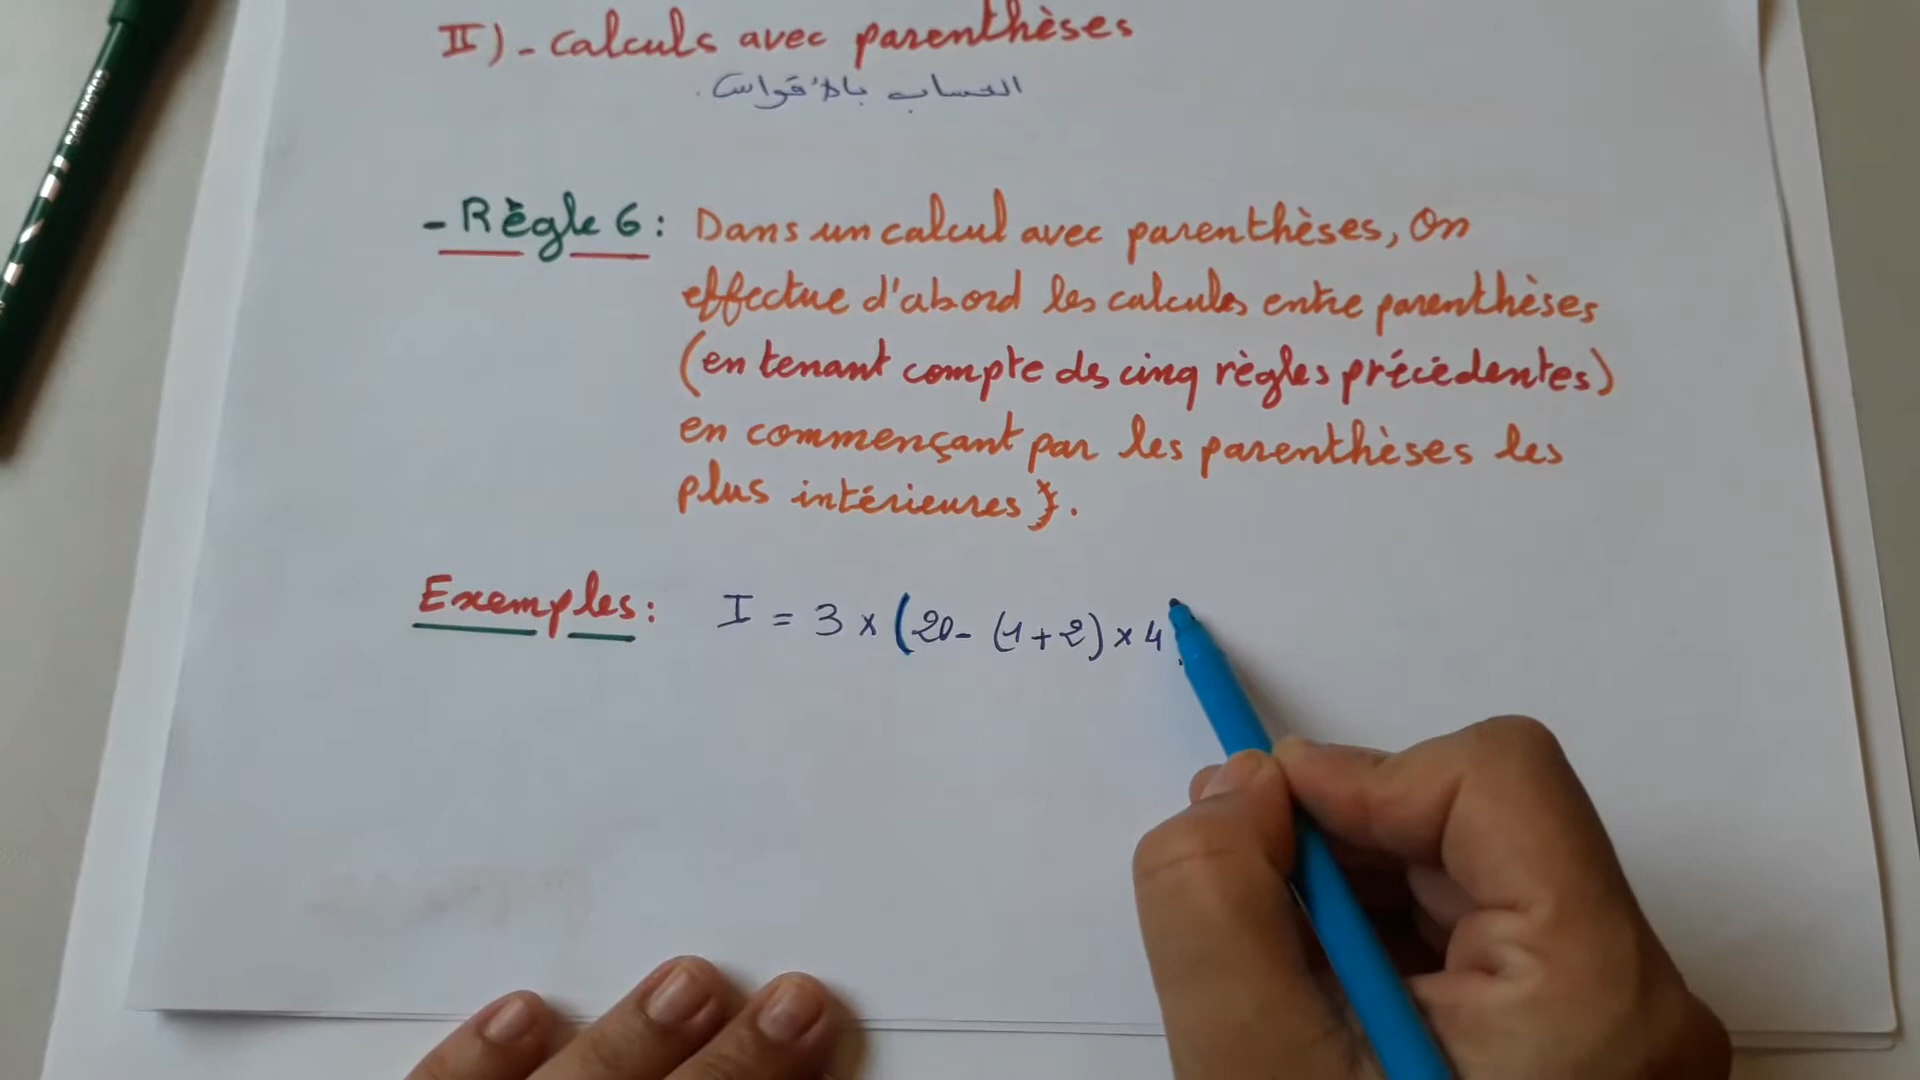 II) - calculs avec parenthèses
الحساب بالأقواس.
- Règle 6 : Dans un calcul avec parenthèses, On
effectue d'abord les calculs entre parenthèses
(en tenant compte des cinq règles précédentes)
en commençant par les parenthèses les
plus intérieures }.
Exemples : I = 3 × (20 - (1 + 2) × 4